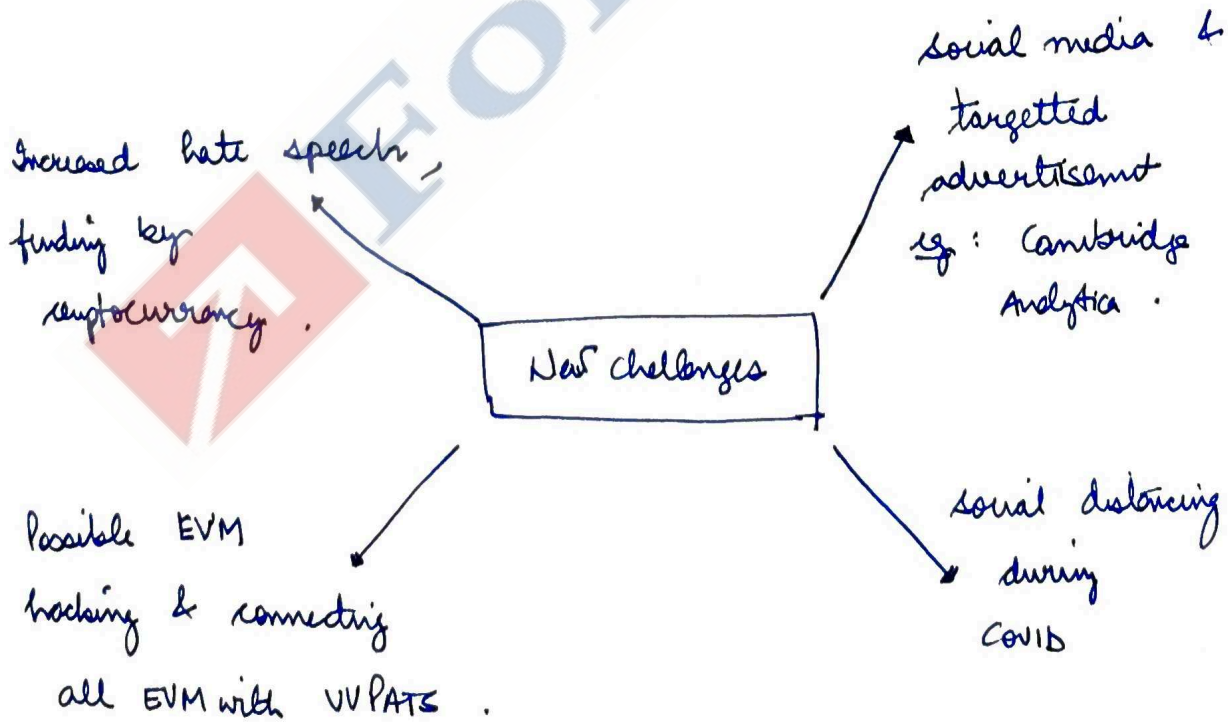 New Challenges
Increased hate speech,
funding by
cryptocurrency.
social media &
targetted
advertisemt
eg: Cambridge
Analytica.
Possible EVM
hacking & connecting
all EVM with VVPATS.
social distancing
during
COVID